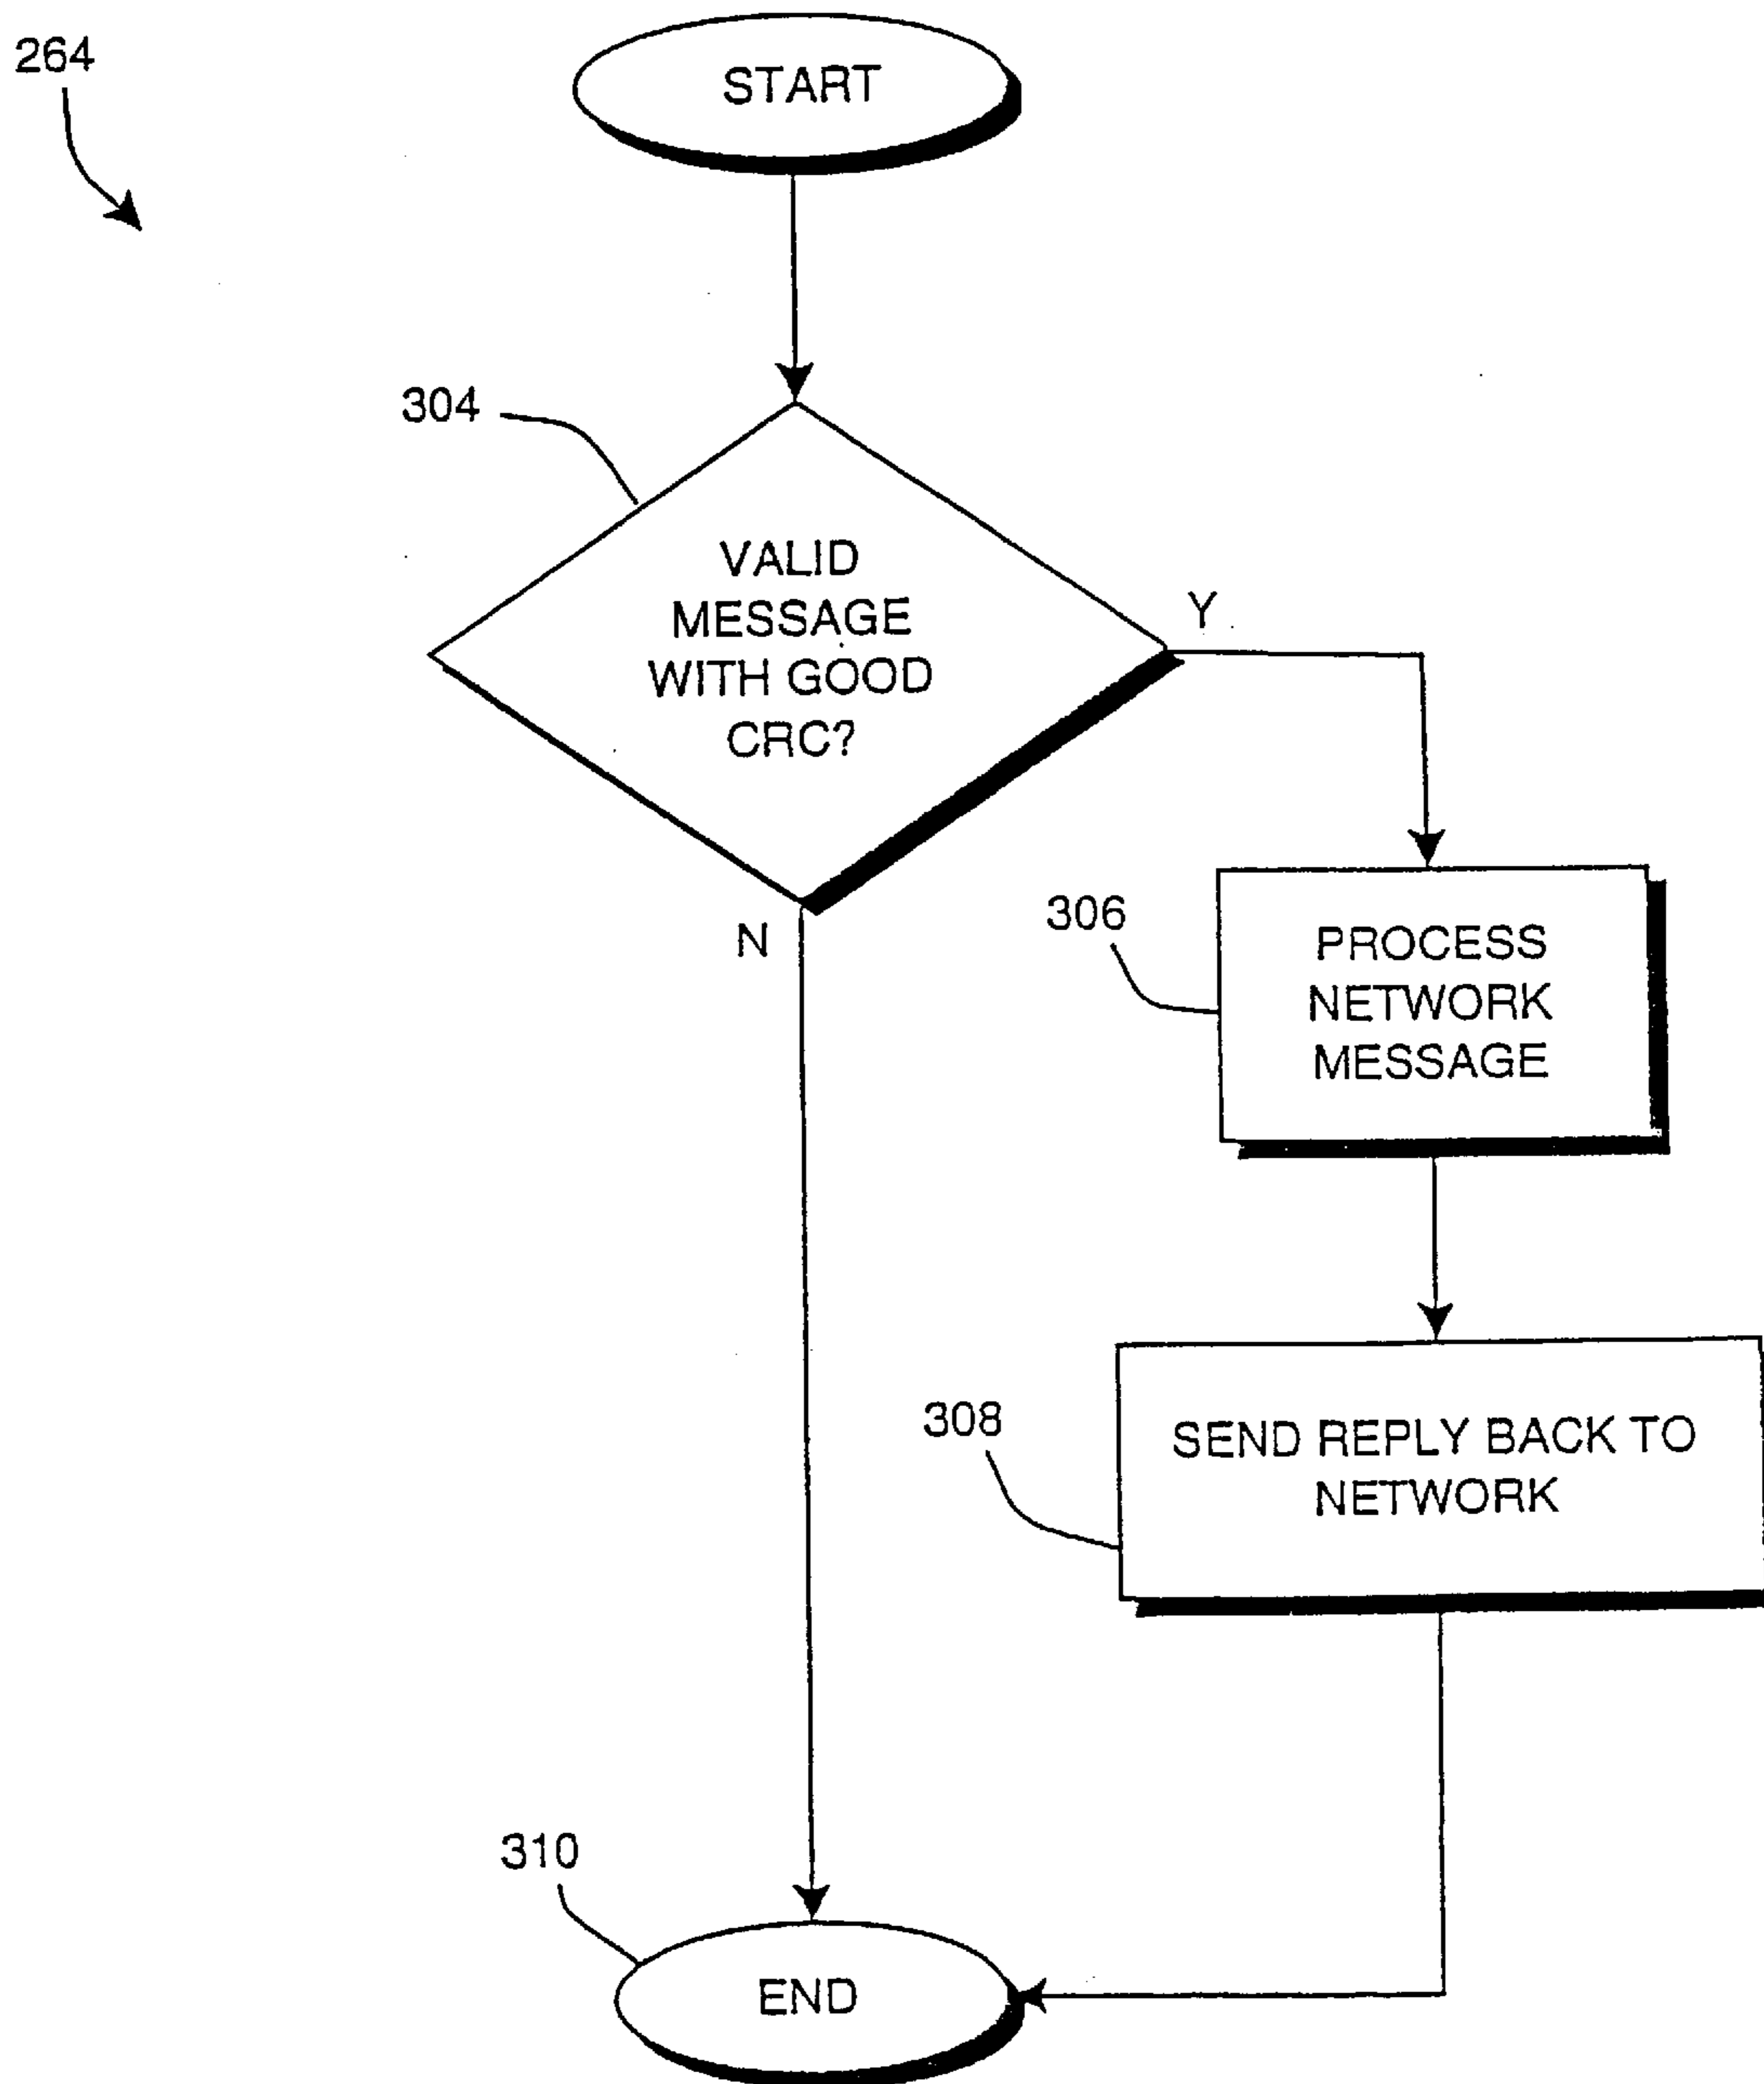 264
START
304
VALID
MESSAGE
WITH GOOD
CRC?
Y
N
306
PROCESS
NETWORK
MESSAGE
308
SEND REPLY BACK TO
NETWORK
310
END